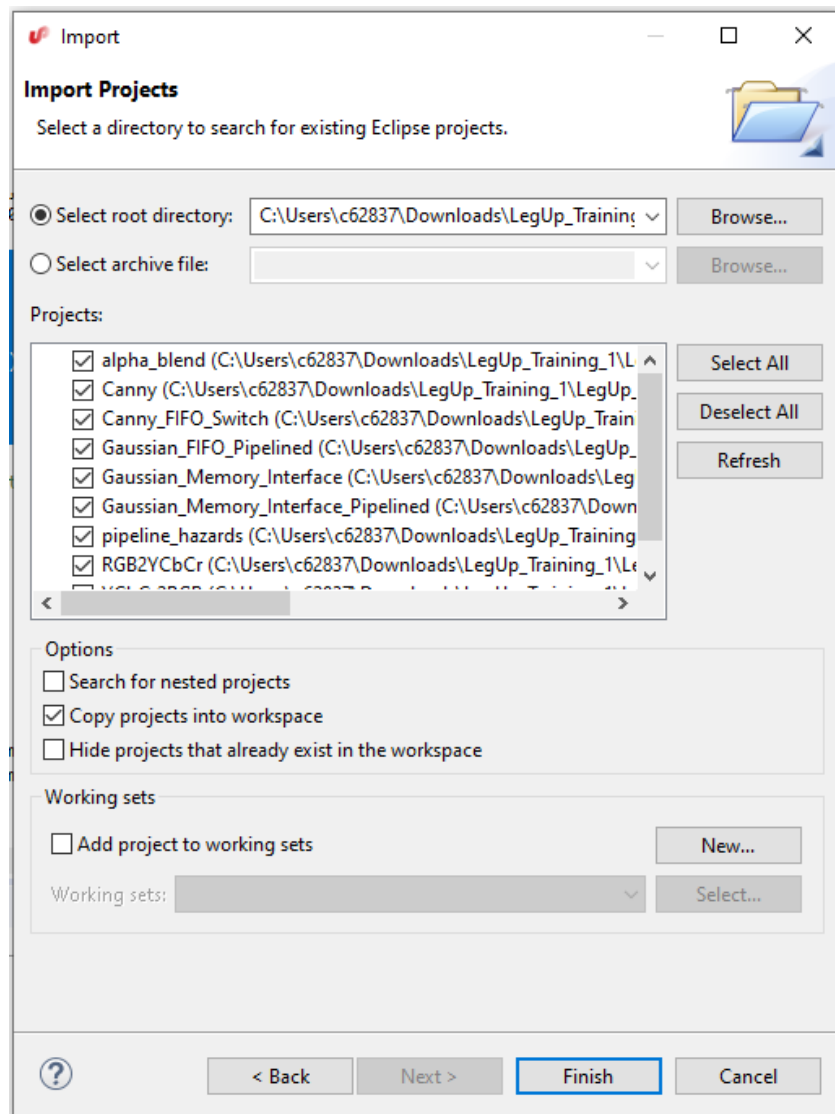 Import
Import Projects
Select a directory to search for existing Eclipse projects.
Select root directory: C:\Users\c62837\Downloads\LegUp_Training Browse...
Select archive file: Browse...
Projects:
alpha_blend (C:\Users\c62837\Downloads\LegUp_Training_1\L
Canny (C:\Users\c62837\Downloads\LegUp_Training_1\LegUp_
Canny_FIFO_Switch (C:\Users\c62837\Downloads\LegUp_Train
Gaussian_FIFO_Pipelined (C:\Users\c62837\Downloads\LegUp_
Gaussian_Memory_Interface (C:\Users\c62837\Downloads\Leg
Gaussian_Memory_Interface_Pipelined (C:\Users\c62837\Down
pipeline_hazards (C:\Users\c62837\Downloads\LegUp_Training
RGB2YCbCr (C:\Users\c62837\Downloads\LegUp_Training_1\Le
Select All
Deselect All
Refresh
Options
Search for nested projects
Copy projects into workspace
Hide projects that already exist in the workspace
Working sets
Add project to working sets New...
Working sets: Select...
? < Back Next > Finish Cancel